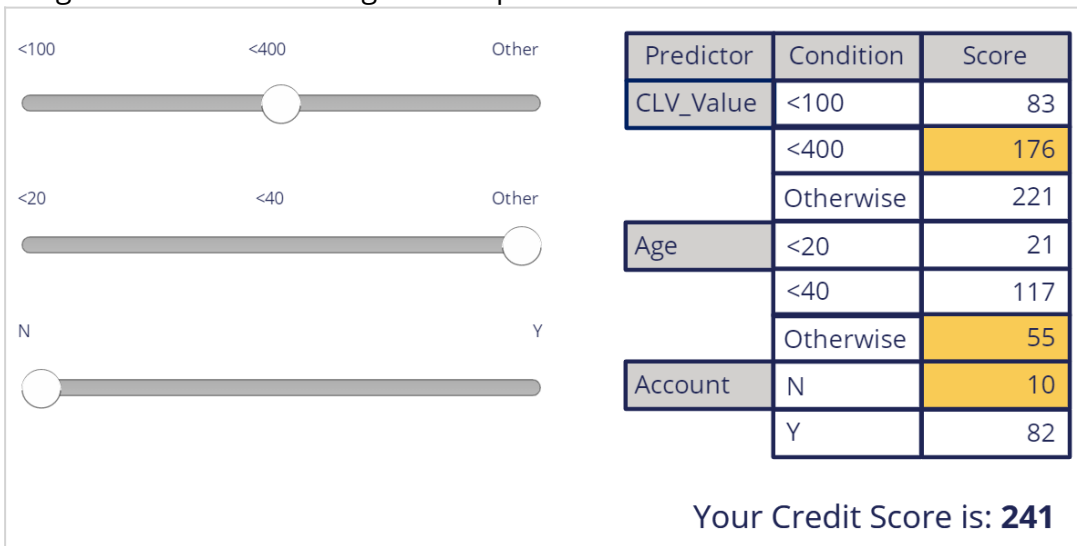 <100 <400 Other
<20 <40 Other
N Y
Predictor Condition Score
CLV_Value <100 83
<400 176
Otherwise 221
Age <20 21
<40 117
Otherwise 55
Account N 10
Y 82
Your Credit Score is: 241